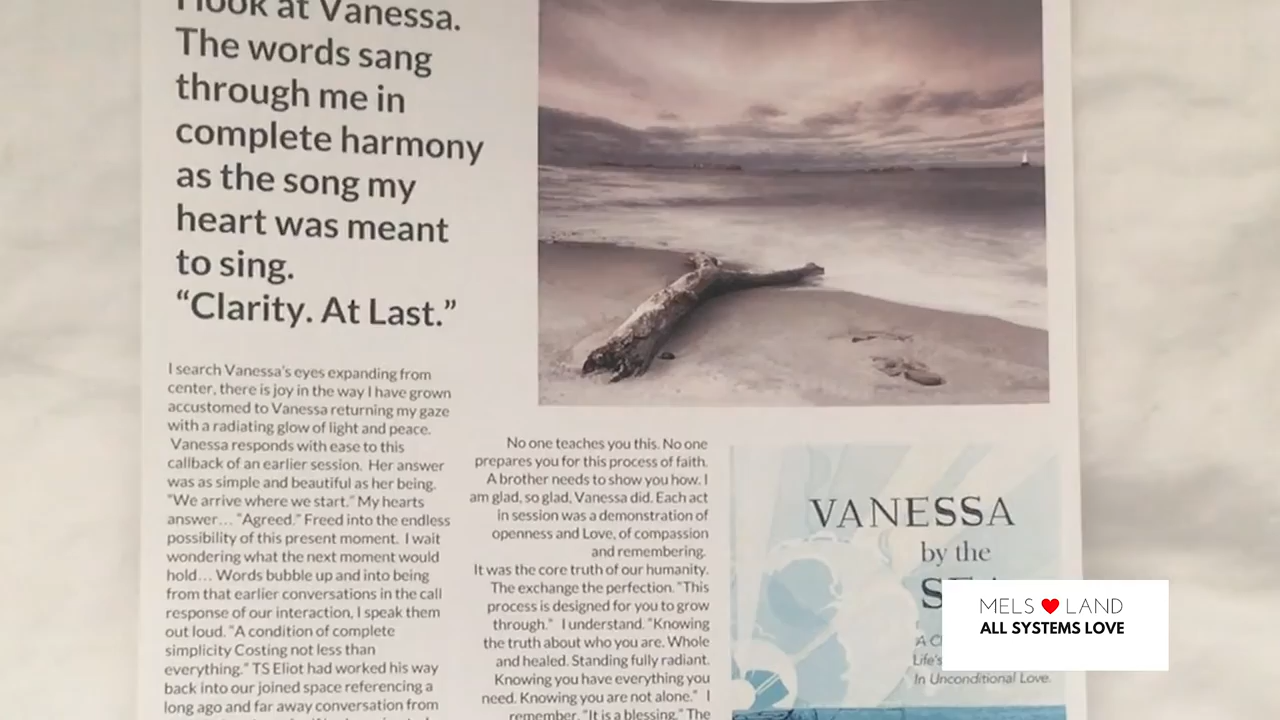 I look at Vanessa.
The words sang
through me in
complete harmony
as the song my
heart was meant
to sing.
“Clarity. At Last.”
I search Vanessa's eyes expanding from
center, there is joy in the way I have grown
accustomed to Vanessa returning my gaze
with a radiating glow of light and peace.
Vanessa responds with ease to this
callback of an earlier session. Her answer
was as simple and beautiful as her being.
"We arrive where we start." My hearts
answer... "Agreed." Freed into the endless
possibility of this present moment. I wait
wondering what the next moment would
hold... Words bubble up and into being
from that earlier conversations in the call
response of our interaction, I speak them
out loud. "A condition of complete
simplicity Costing not less than
everything." TS Eliot had worked his way
back into our joined space referencing a
long ago and far away conversation from
No one teaches you this. No one
prepares you for this process of faith.
A brother needs to show you how. I
am glad, so glad, Vanessa did. Each act
in session was a demonstration of
openness and Love, of compassion
and remembering.
It was the core truth of our humanity.
The exchange the perfection. "This
process is designed for you to grow
through." I understand. "Knowing
the truth about who you are. Whole
and healed. Standing fully radiant.
Knowing you have everything you
need. Knowing you are not alone." I
remember. "It is a blessing." The
VANESSA
by the
Life's
In Unconditional Love.
MELS LAND
ALL SYSTEMS LOVE